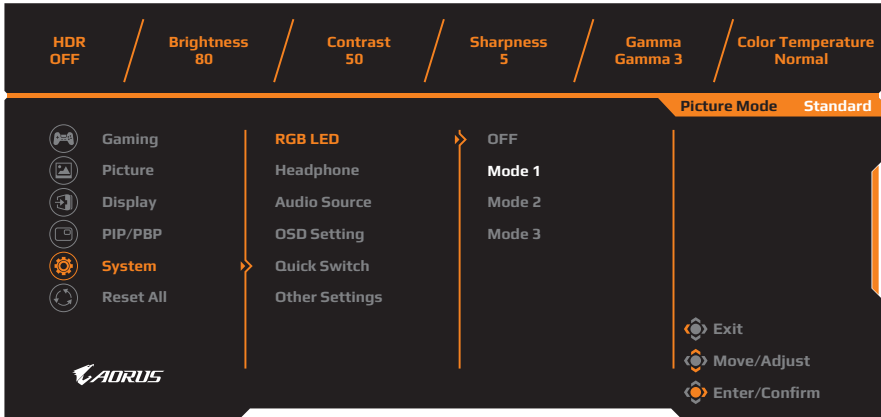 HDR
OFF
Brightness
80
Contrast
50
Sharpness
5
Gamma
Gamma 3
Color Temperature
Normal
Picture Mode Standard
Gaming
Picture
Display
PIP/PBP
System
Reset All
RGB LED
Headphone
Audio Source
OSD Setting
Quick Switch
Other Settings
OFF
Mode 1
Mode 2
Mode 3
Exit
Move/Adjust
Enter/Confirm
AORUS